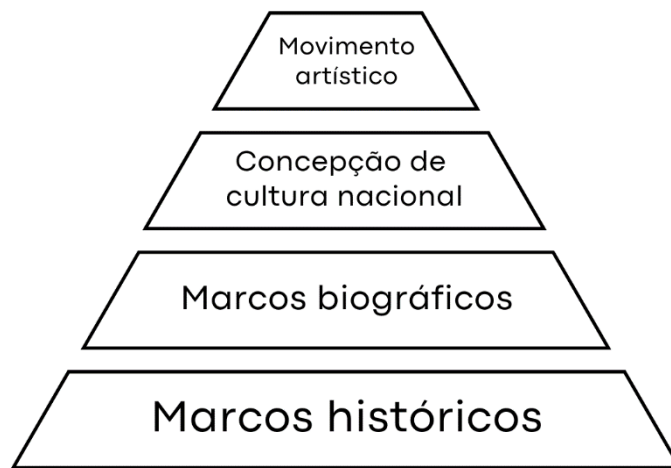 Movimento
artístico
Concepção de
cultura nacional
Marcos biográficos
Marcos históricos